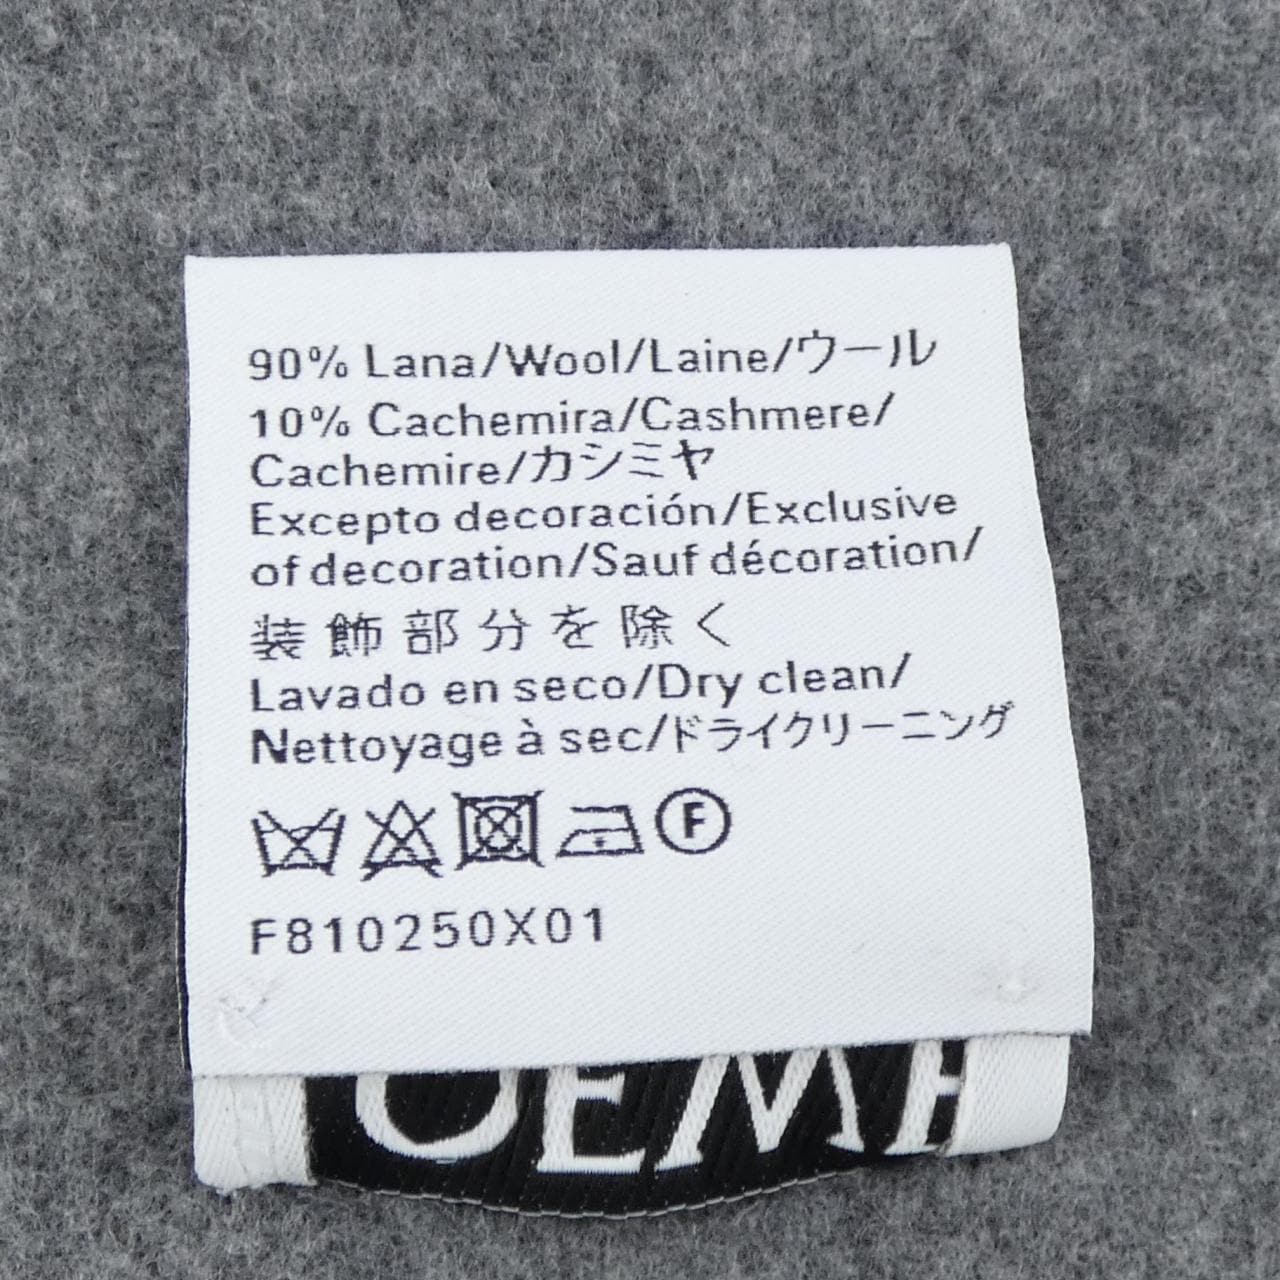 90% Lana/Wool/Laine/ウール
10% Cachemira/Cashmere/
Cachemire/カシミヤ
Excepto decoración/Exclusive
of decoration/Sauf décoration/
装飾部分を除く
Lavado en seco/Dry clean/
Nettoyage à sec/ドライクリーニング
F
F810250X01